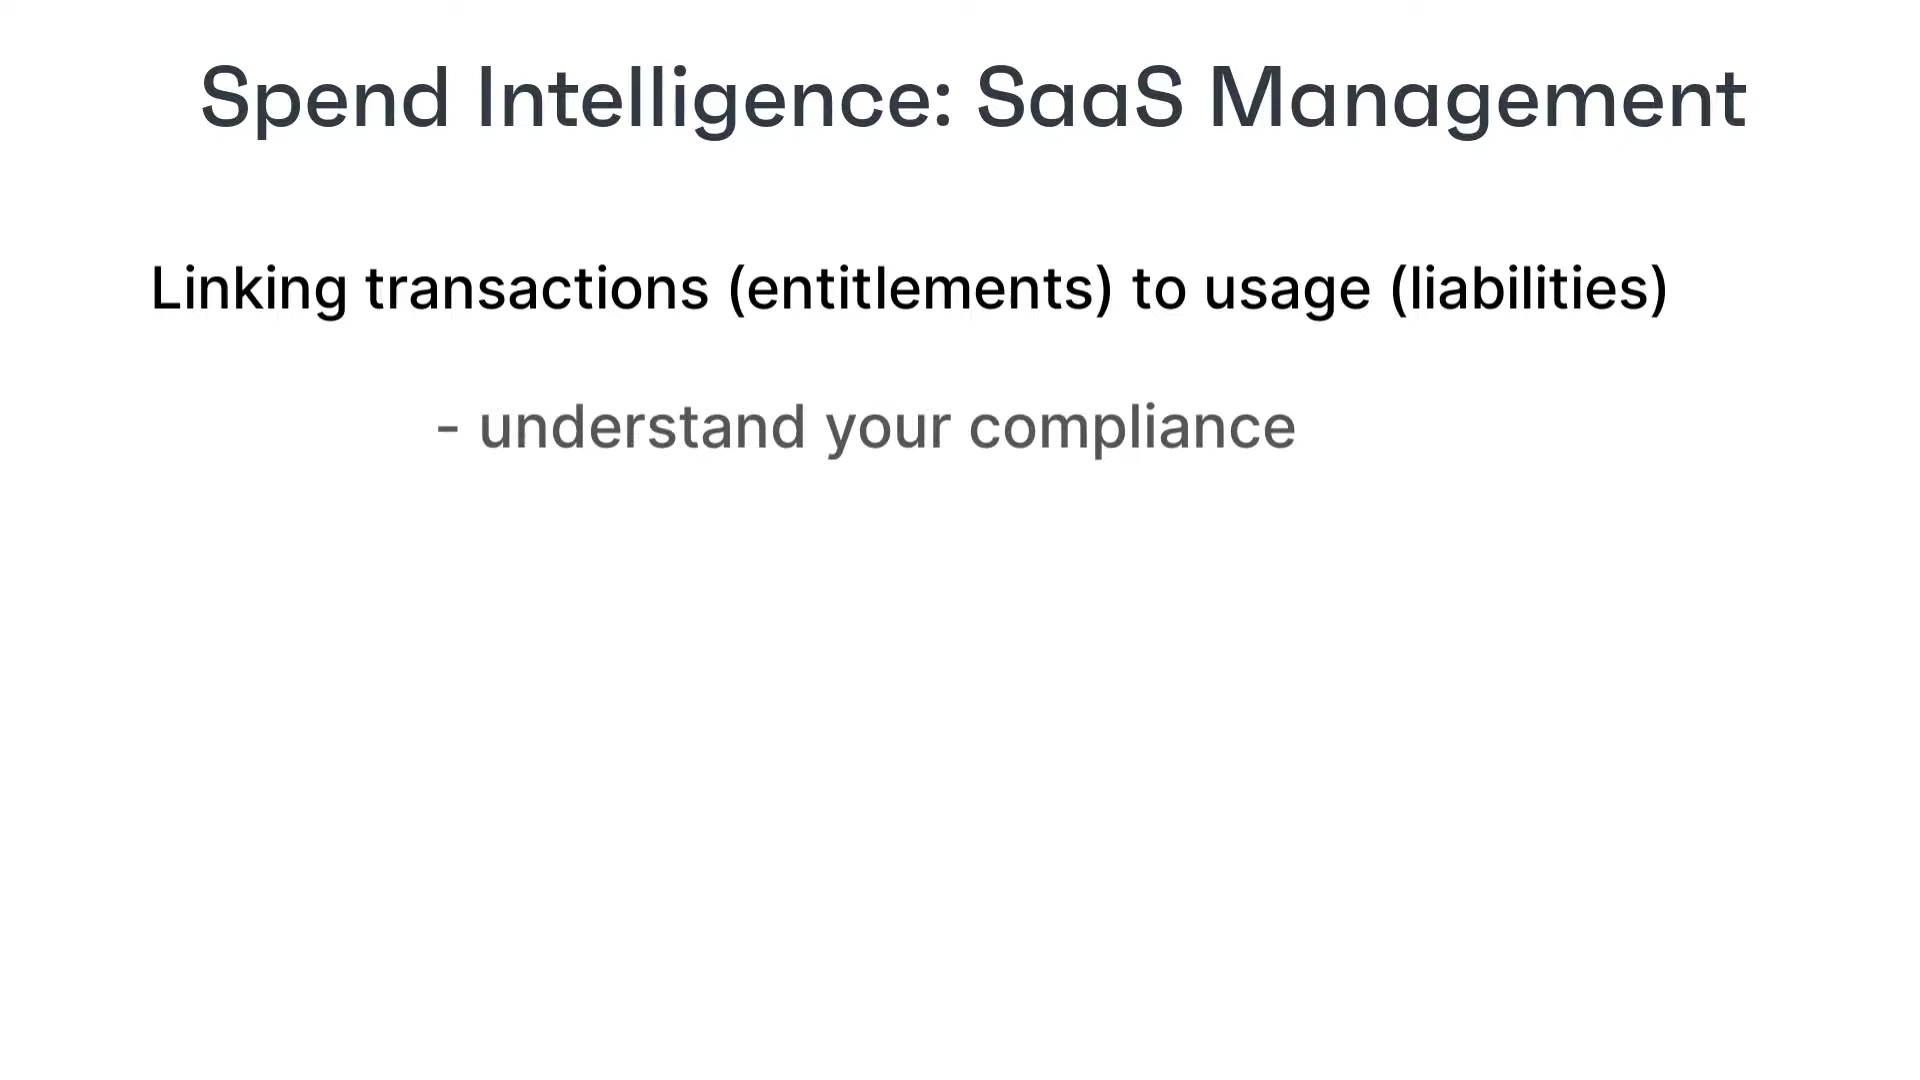 Spend Intelligence: SaaS Management
Linking transactions (entitlements) to usage (liabilities)
- understand your compliance